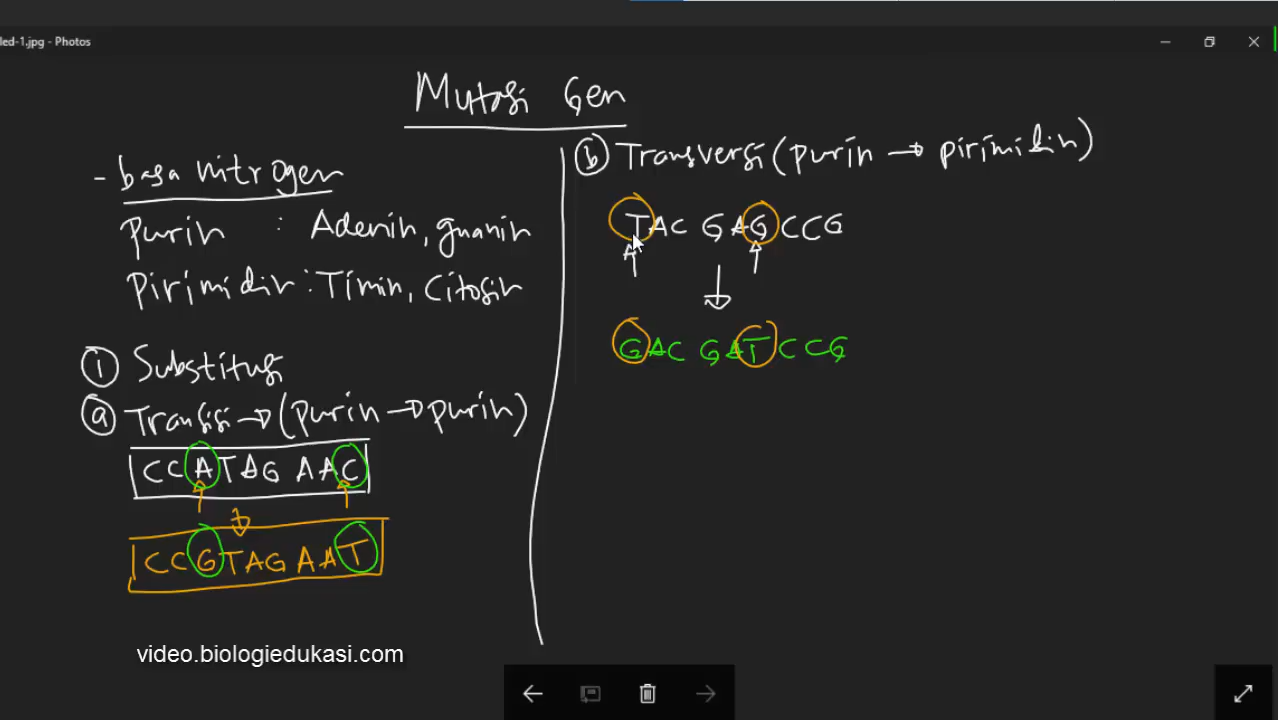 led-1.jpg - Photos
Mutasi Gen
- basa nitrogen
Purin : Adenin, guanin
Pirimidin : Timin, Citosin
1 Substitusi
a Transisi → (purin → purin)
CCATAG AAC
CCGTAG AAT
b Transversi (purin → pirimidin)
TAC GAG CCG
A
GAC GAT CCG
video.biologiedukasi.com